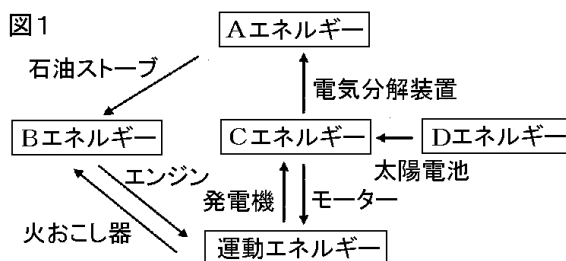 図1
Aエネルギー
石油ストーブ
電気分解装置
Bエネルギー
Cエネルギー
Dエネルギー
エンジン
太陽電池
発電機
モーター
火おこし器
運動エネルギー